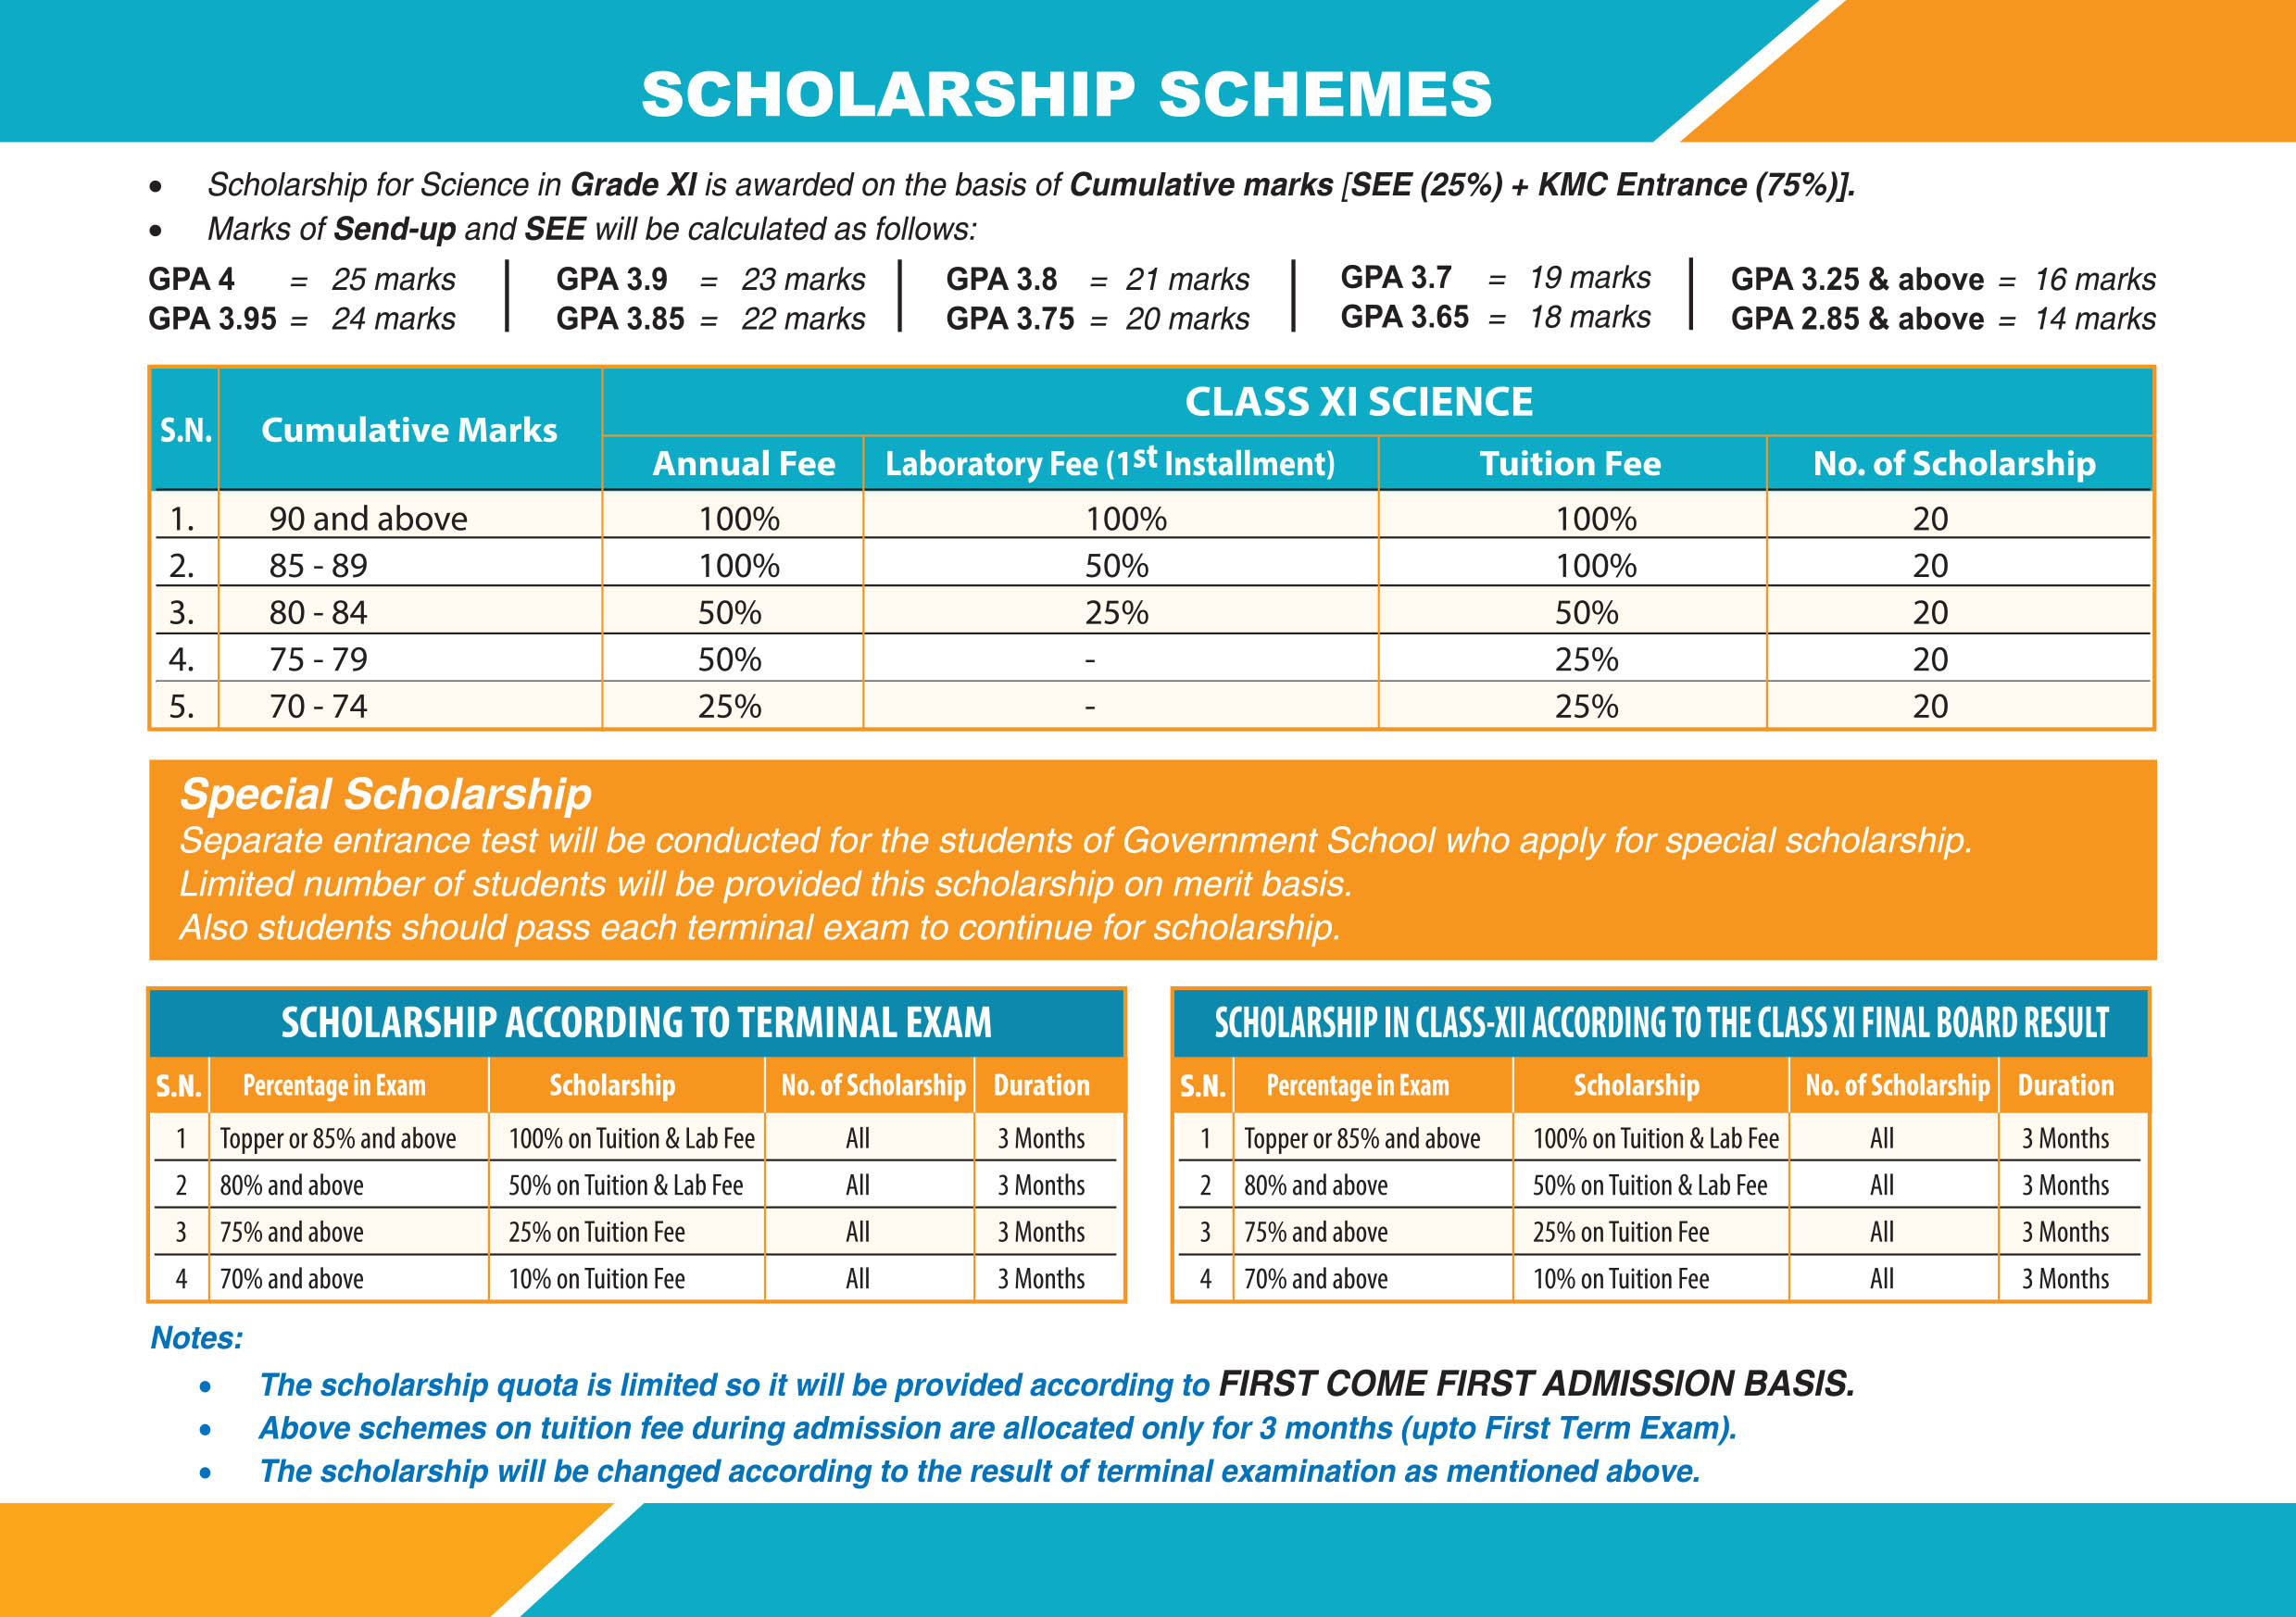 SCHOLARSHIP SCHEMES
• Scholarship for Science in Grade XI is awarded on the basis of Cumulative marks [SEE (25%) + KMC Entrance (75%)].
• Marks of Send-up and SEE will be calculated as follows:
GPA 4 = 25 marks | GPA 3.9 = 23 marks | GPA 3.8 = 21 marks | GPA 3.7 = 19 marks | GPA 3.25 & above = 16 marks
GPA 3.95 = 24 marks | GPA 3.85 = 22 marks | GPA 3.75 = 20 marks | GPA 3.65 = 18 marks | GPA 2.85 & above = 14 marks
S.N. Cumulative Marks CLASS XI SCIENCE
Annual Fee Laboratory Fee (1st Installment) Tuition Fee No. of Scholarship
1. 90 and above 100% 100% 100% 20
2. 85 - 89 100% 50% 100% 20
3. 80 - 84 50% 25% 50% 20
4. 75 - 79 50% - 25% 20
5. 70 - 74 25% - 25% 20
Special Scholarship
Separate entrance test will be conducted for the students of Government School who apply for special scholarship.
Limited number of students will be provided this scholarship on merit basis.
Also students should pass each terminal exam to continue for scholarship.
SCHOLARSHIP ACCORDING TO TERMINAL EXAM
S.N. Percentage in Exam Scholarship No. of Scholarship Duration
1 Topper or 85% and above 100% on Tuition & Lab Fee All 3 Months
2 80% and above 50% on Tuition & Lab Fee All 3 Months
3 75% and above 25% on Tuition Fee All 3 Months
4 70% and above 10% on Tuition Fee All 3 Months
SCHOLARSHIP IN CLASS-XII ACCORDING TO THE CLASS XI FINAL BOARD RESULT
S.N. Percentage in Exam Scholarship No. of Scholarship Duration
1 Topper or 85% and above 100% on Tuition & Lab Fee All 3 Months
2 80% and above 50% on Tuition & Lab Fee All 3 Months
3 75% and above 25% on Tuition Fee All 3 Months
4 70% and above 10% on Tuition Fee All 3 Months
Notes:
• The scholarship quota is limited so it will be provided according to FIRST COME FIRST ADMISSION BASIS.
• Above schemes on tuition fee during admission are allocated only for 3 months (upto First Term Exam).
• The scholarship will be changed according to the result of terminal examination as mentioned above.